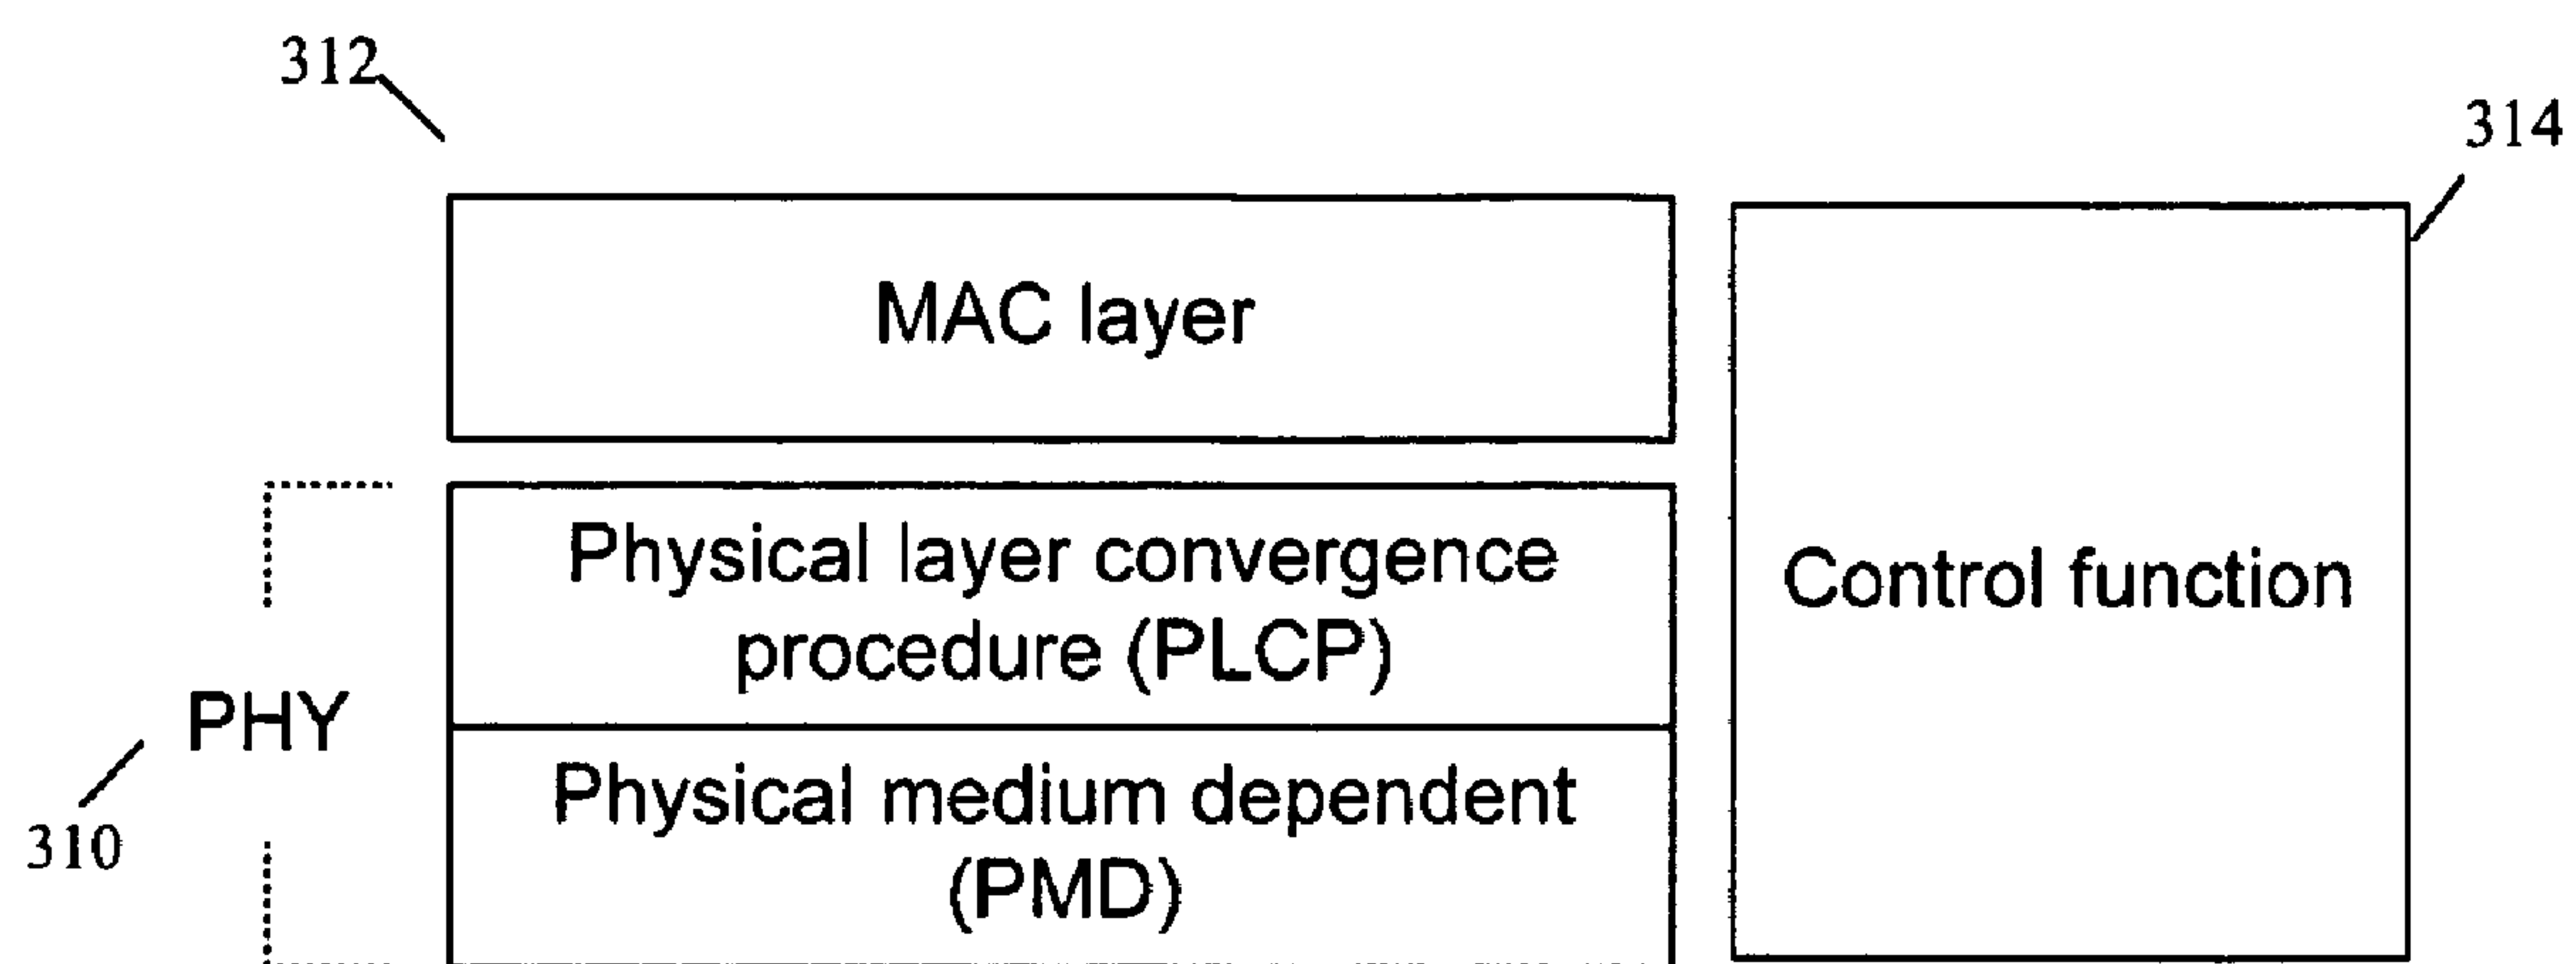 312
314
MAC layer
Physical layer convergence
procedure (PLCP)
Control function
PHY
310
Physical medium dependent
(PMD)